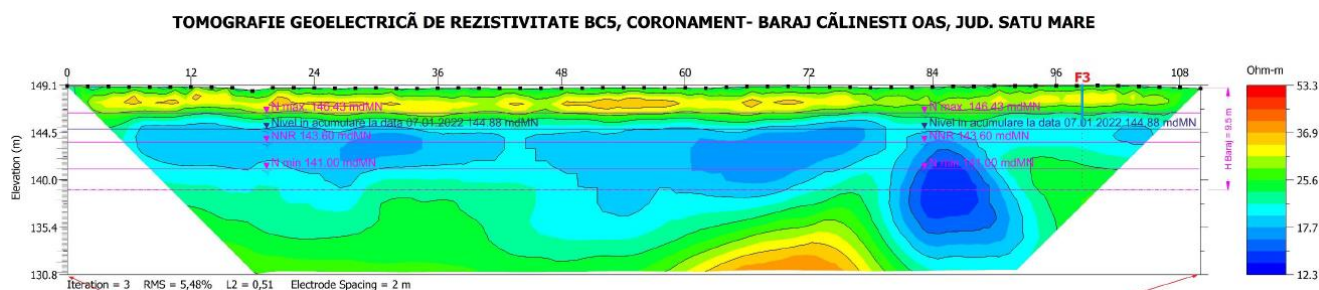 TOMOGRAFIE GEOELECTRICÃ DE REZISTIVITATE BC5, CORONAMENT- BARAJ CÃLINESTI OAS, JUD. SATU MARE
0 12 24 36 48 60 72 84 96 108
F3
Ohm-m
149.1
144.5
140.0
135.4
130.8
Elevation (m)
N max 146.43 mdMN
Nivel in acumulare la data 07.01.2022 144.88 mdMN
NNR 143.60 mdMN
N min 141.00 mdMN
N max 146.43 mdMN
Nivel in acumulare la data 07.01.2022 144.88 mdMN
NNR 143.60 mdMN
N min 141.00 mdMN
H Baraj = 9.5 m
53.3
36.9
25.6
17.7
12.3
Iteration = 3 RMS = 5,48% L2 = 0,51 Electrode Spacing = 2 m